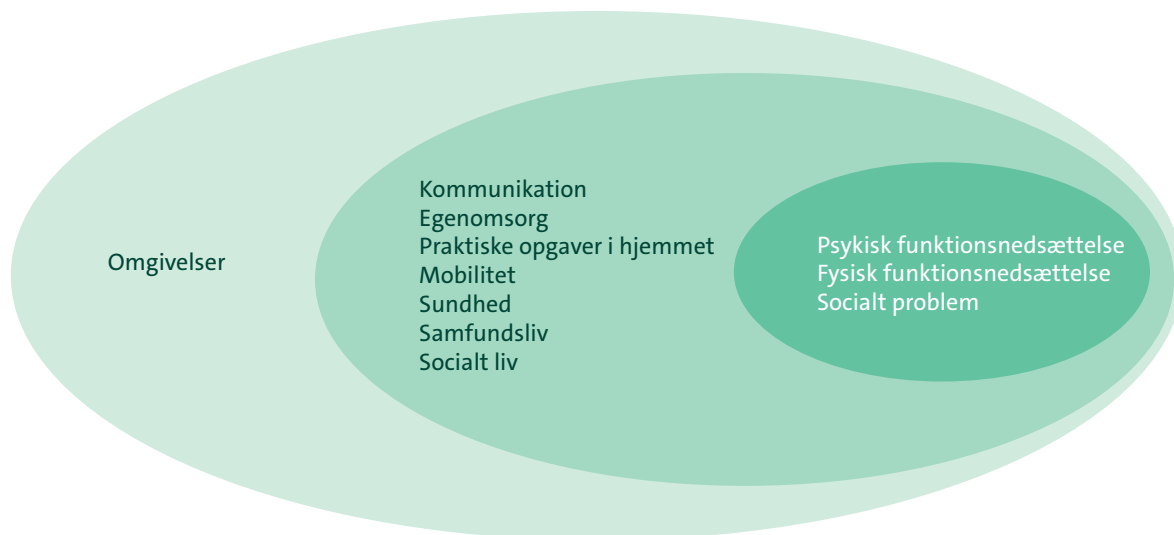 Omgivelser
Kommunikation
Egenomsorg
Praktiske opgaver i hjemmet
Mobilitet
Sundhed
Samfundsliv
Socialt liv
Psykisk funktionsnedsættelse
Fysisk funktionsnedsættelse
Socialt problem